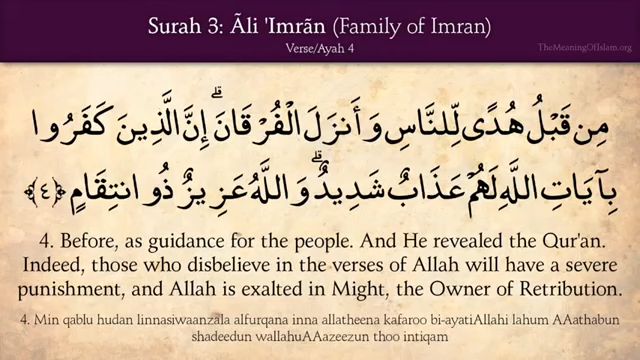 Surah 3: Ãli 'Imrãn (Family of Imran)
Verse/Ayah 4
TheMeaningOfIslam.org
مِن قَبْلُ هُدًى لِّلنَّاسِ وَأَنزَلَ الْفُرْقَانَ ۗ إِنَّ الَّذِينَ كَفَرُوا
بِآيَاتِ اللَّهِ لَهُمْ عَذَابٌ شَدِيدٌ ۗ وَاللَّهُ عَزِيزٌ ذُو انتِقَامٍ ﴿٤﴾
4. Before, as guidance for the people. And He revealed the Qur'an.
Indeed, those who disbelieve in the verses of Allah will have a severe
punishment, and Allah is exalted in Might, the Owner of Retribution.
4. Min qablu hudan linnasiwaanzala alfurqana inna allatheena kafaroo bi-ayatiAllahi lahum AAathabun
shadeedun wallahuAAazeezun thoo intiqam